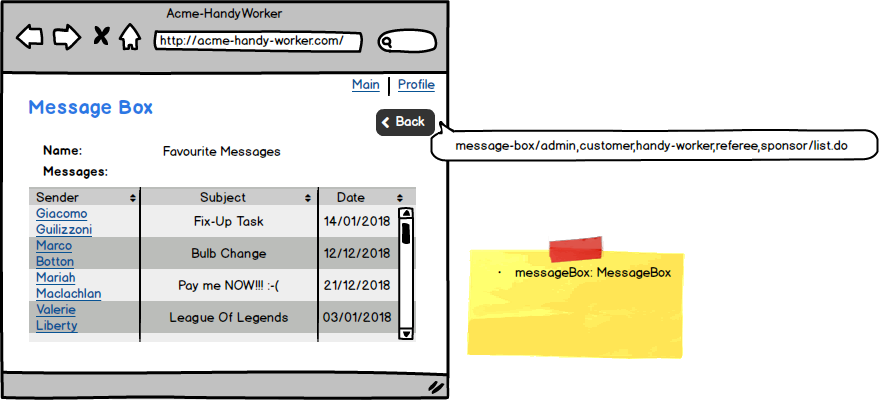 Acme-HandyWorker
http://acme-handy-worker.com/
Main Profile
Message Box
Back
message-box/admin,customer,handy-worker,referee,sponsor/list.do
Name: Favourite Messages
Messages:
Sender Subject Date
Giacomo
Guilizzoni
Fix-Up Task 14/01/2018
Marco
Botton
Bulb Change 12/12/2018
Mariah
Maclachlan
Pay me NOW!!! :-( 21/12/2018
Valerie
Liberty
League Of Legends 03/01/2018
· messageBox: MessageBox